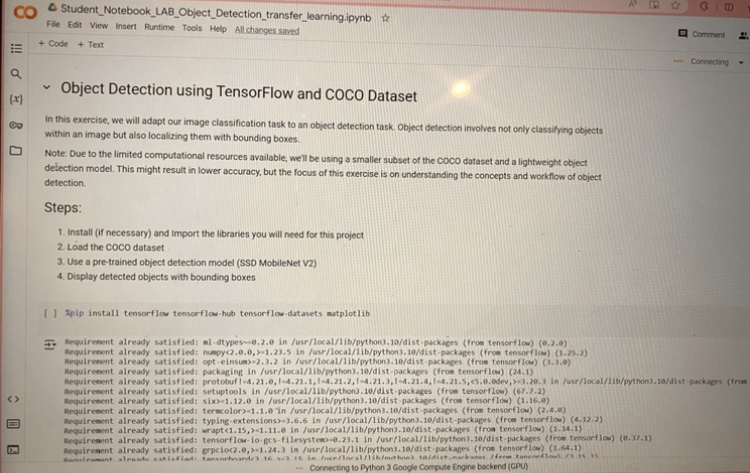 CO Student_Notebook_LAB_Object_Detection_transfer_learning.ipynb
File Edit View Insert Runtime Tools Help All changes saved
Comment
+ Code + Text
Connecting
{x}
Object Detection using TensorFlow and COCO Dataset
In this exercise, we will adapt our image classification task to an object detection task. Object detection involves not only classifying objects
within an image but also localizing them with bounding boxes.
Note: Due to the limited computational resources available, we'll be using a smaller subset of the COCO dataset and a lightweight object
detection model. This might result in lower accuracy, but the focus of this exercise is on understanding the concepts and workflow of object
detection.
Steps:
1. Install (if necessary) and Import the libraries you will need for this project
2. Load the COCO dataset
3. Use a pre-trained object detection model (SSD MobileNet V2)
4. Display detected objects with bounding boxes
[ ] %pip install tensorflow tensorflow-hub tensorflow-datasets matplotlib
Requirement already satisfied: ml-dtypes~=0.2.0 in /usr/local/lib/python3.10/dist-packages (from tensorflow) (0.2.0)
Requirement already satisfied: numpy<2.0.0,>=1.23.5 in /usr/local/lib/python3.10/dist-packages (from tensorflow) (1.25.2)
Requirement already satisfied: opt-einsum>=2.3.2 in /usr/local/lib/python3.10/dist-packages (from tensorflow) (3.3.0)
Requirement already satisfied: packaging in /usr/local/lib/python3.10/dist-packages (from tensorflow) (24.1)
Requirement already satisfied: protobuf!=4.21.0,!=4.21.1,!=4.21.2,!=4.21.3,!=4.21.4,!=4.21.5,<5.0.0dev,>=3.20.3 in /usr/local/lib/python3.10/dist-packages (from
Requirement already satisfied: setuptools in /usr/local/lib/python3.10/dist-packages (from tensorflow) (67.7.2)
Requirement already satisfied: six>=1.12.0 in /usr/local/lib/python3.10/dist-packages (from tensorflow) (1.16.0)
Requirement already satisfied: termcolor>=1.1.0 in /usr/local/lib/python3.10/dist-packages (from tensorflow) (2.4.0)
Requirement already satisfied: typing-extensions>=3.6.6 in /usr/local/lib/python3.10/dist-packages (from tensorflow) (4.12.2)
Requirement already satisfied: wrapt<1.15,>=1.11.0 in /usr/local/lib/python3.10/dist-packages (from tensorflow) (1.14.1)
Requirement already satisfied: tensorflow-io-gcs-filesystem>=0.23.1 in /usr/local/lib/python3.10/dist-packages (from tensorflow) (0.37.1)
Requirement already satisfied: grpcio<2.0,>=1.24.3 in /usr/local/lib/python3.10/dist-packages (from tensorflow) (1.64.1)
Requirement already satisfied:
Connecting to Python 3 Google Compute Engine backend (GPU)